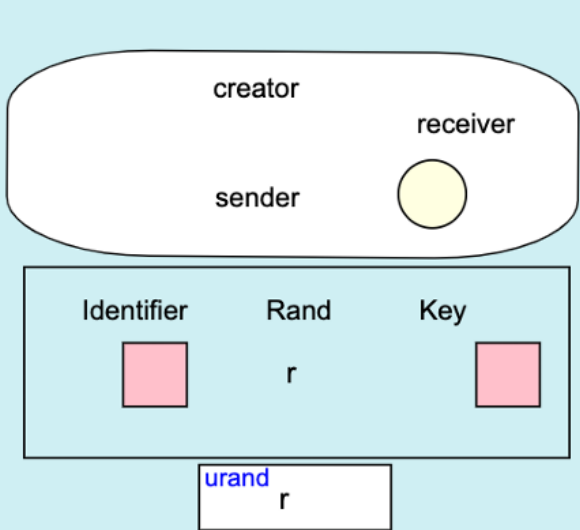 creator
receiver
sender
Identifier Rand Key
r
urand
r